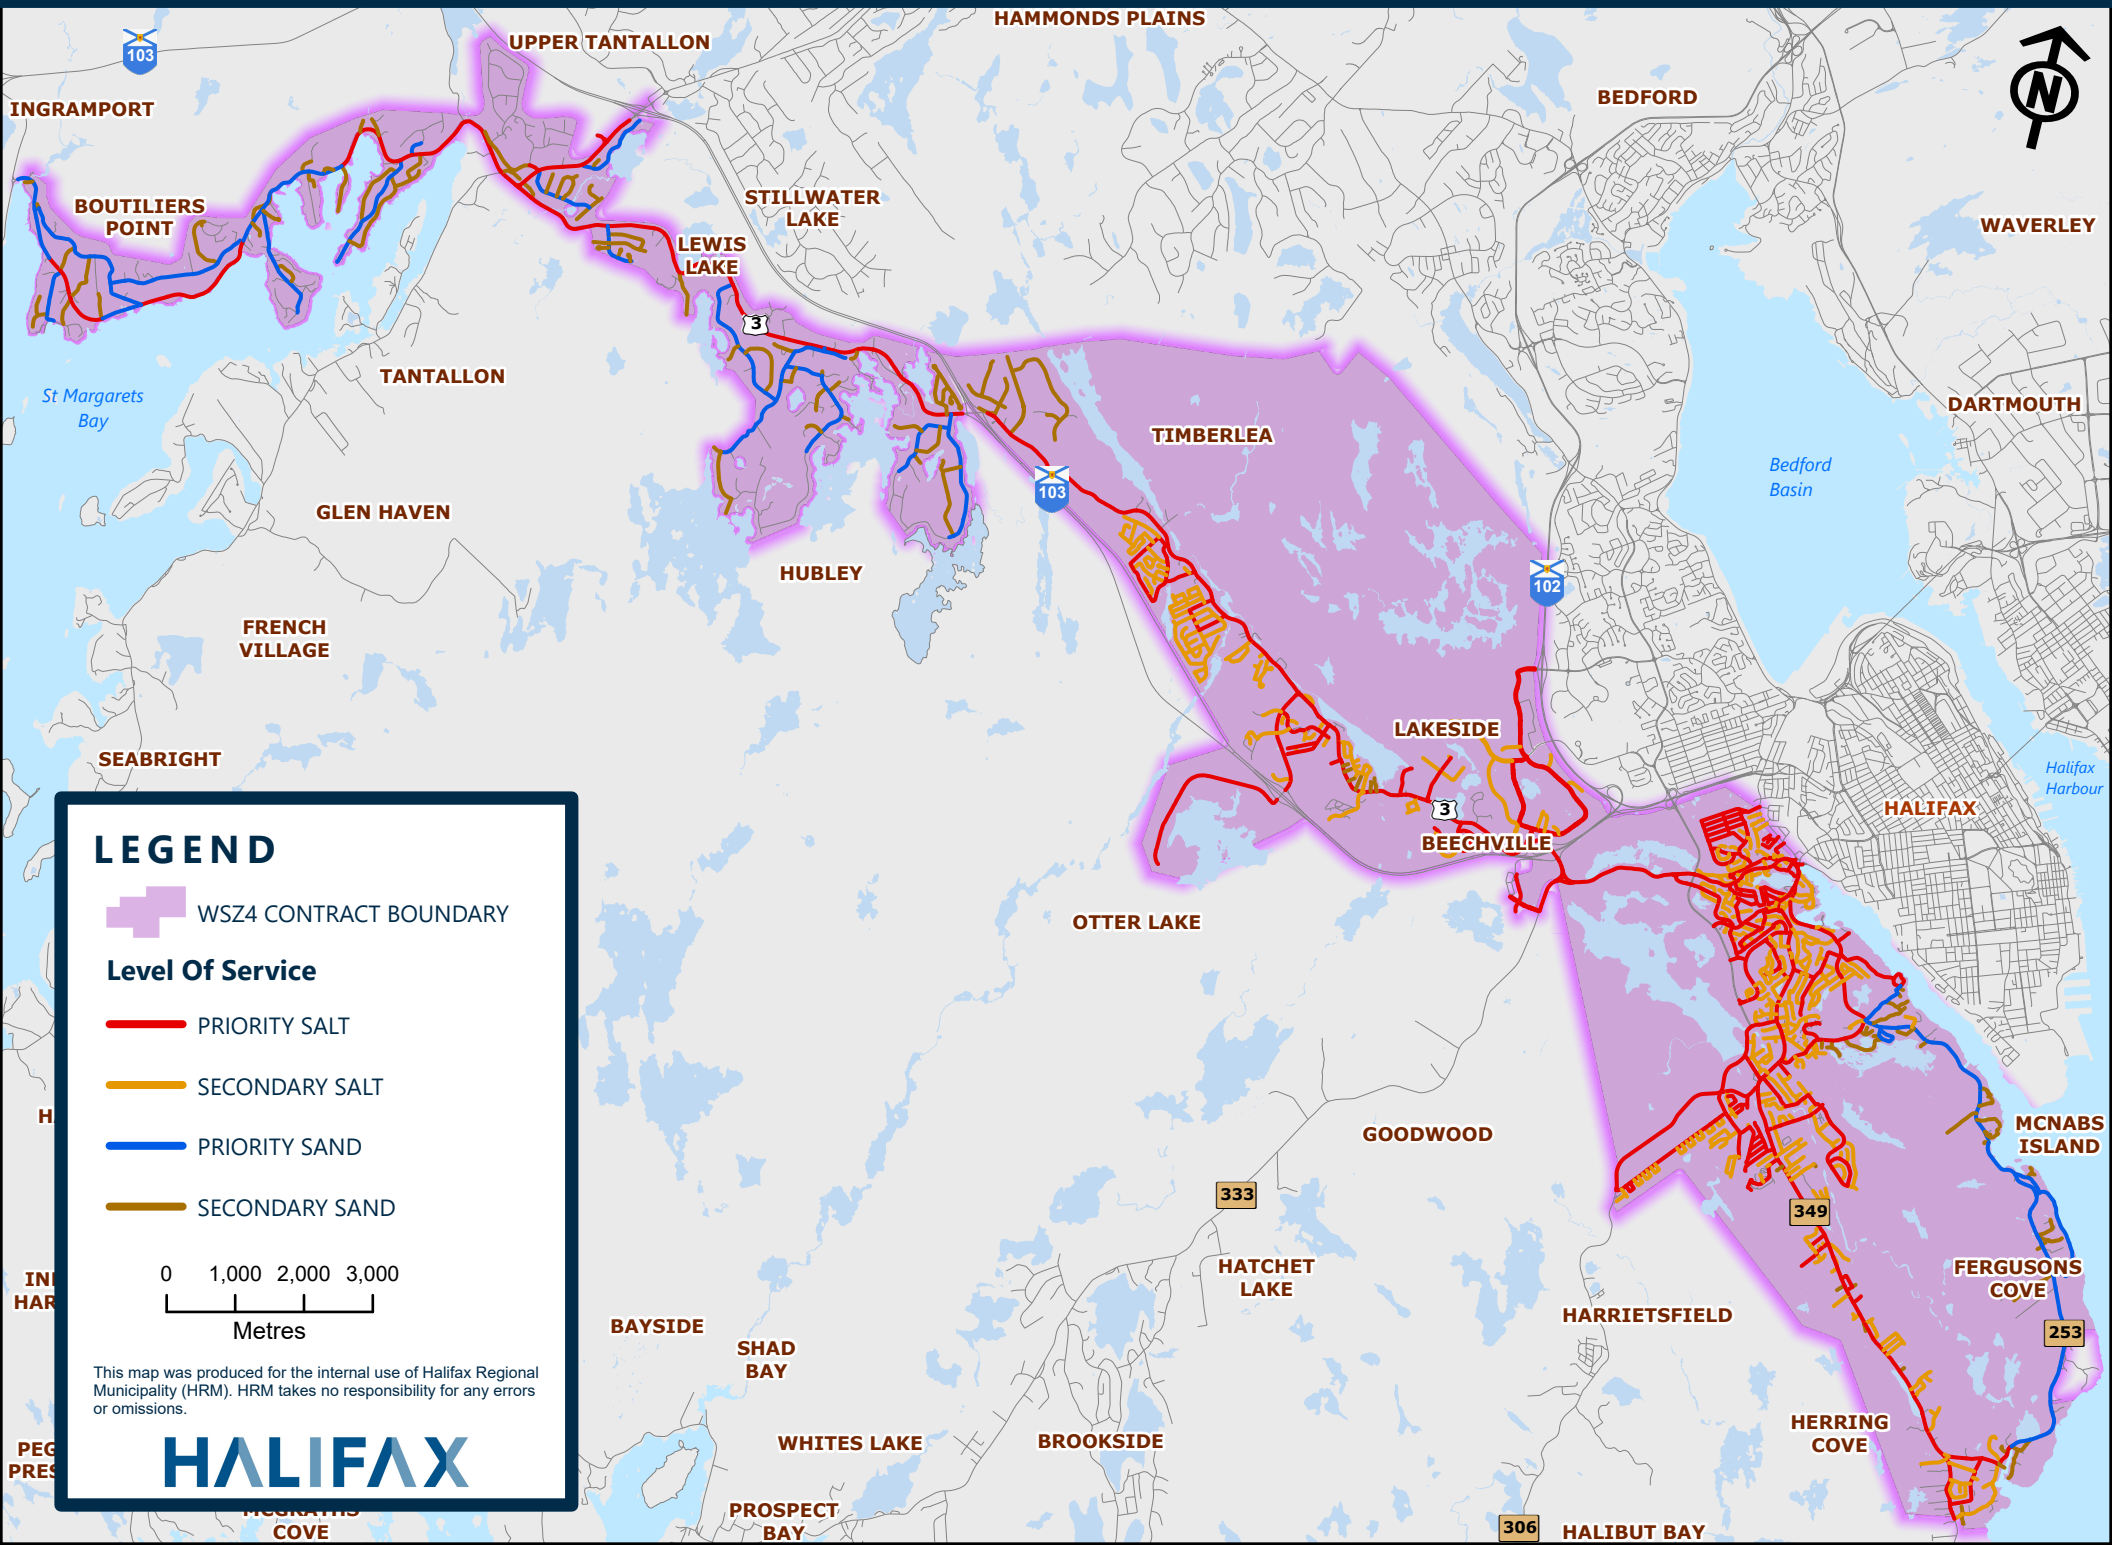 HAMMONDS PLAINS
UPPER TANTALLON
103
INGRAMPORT
BEDFORD
N
BOUTILIERS
POINT
STILLWATER
LAKE
WAVERLEY
LEWIS
LAKE
3
St Margarets
Bay
TANTALLON
DARTMOUTH
TIMBERLEA
Bedford
Basin
103
GLEN HAVEN
HUBLEY
102
FRENCH
VILLAGE
SEABRIGHT
LAKESIDE
Halifax
Harbour
3
HALIFAX
BEECHVILLE
OTTER LAKE
LEGEND
WSZ4 CONTRACT BOUNDARY
Level Of Service
PRIORITY SALT
SECONDARY SALT
PRIORITY SAND
SECONDARY SAND
0 1,000 2,000 3,000
Metres
This map was produced for the internal use of Halifax Regional
Municipality (HRM). HRM takes no responsibility for any errors
or omissions.
HALIFAX
MCNABS
ISLAND
GOODWOOD
333
349
HATCHET
LAKE
FERGUSONS
COVE
HARRIETSFIELD
253
BAYSIDE
SHAD
BAY
HERRING
COVE
WHITES LAKE
BROOKSIDE
PROSPECT
BAY
MCGRATHS
COVE
306
HALIBUT BAY